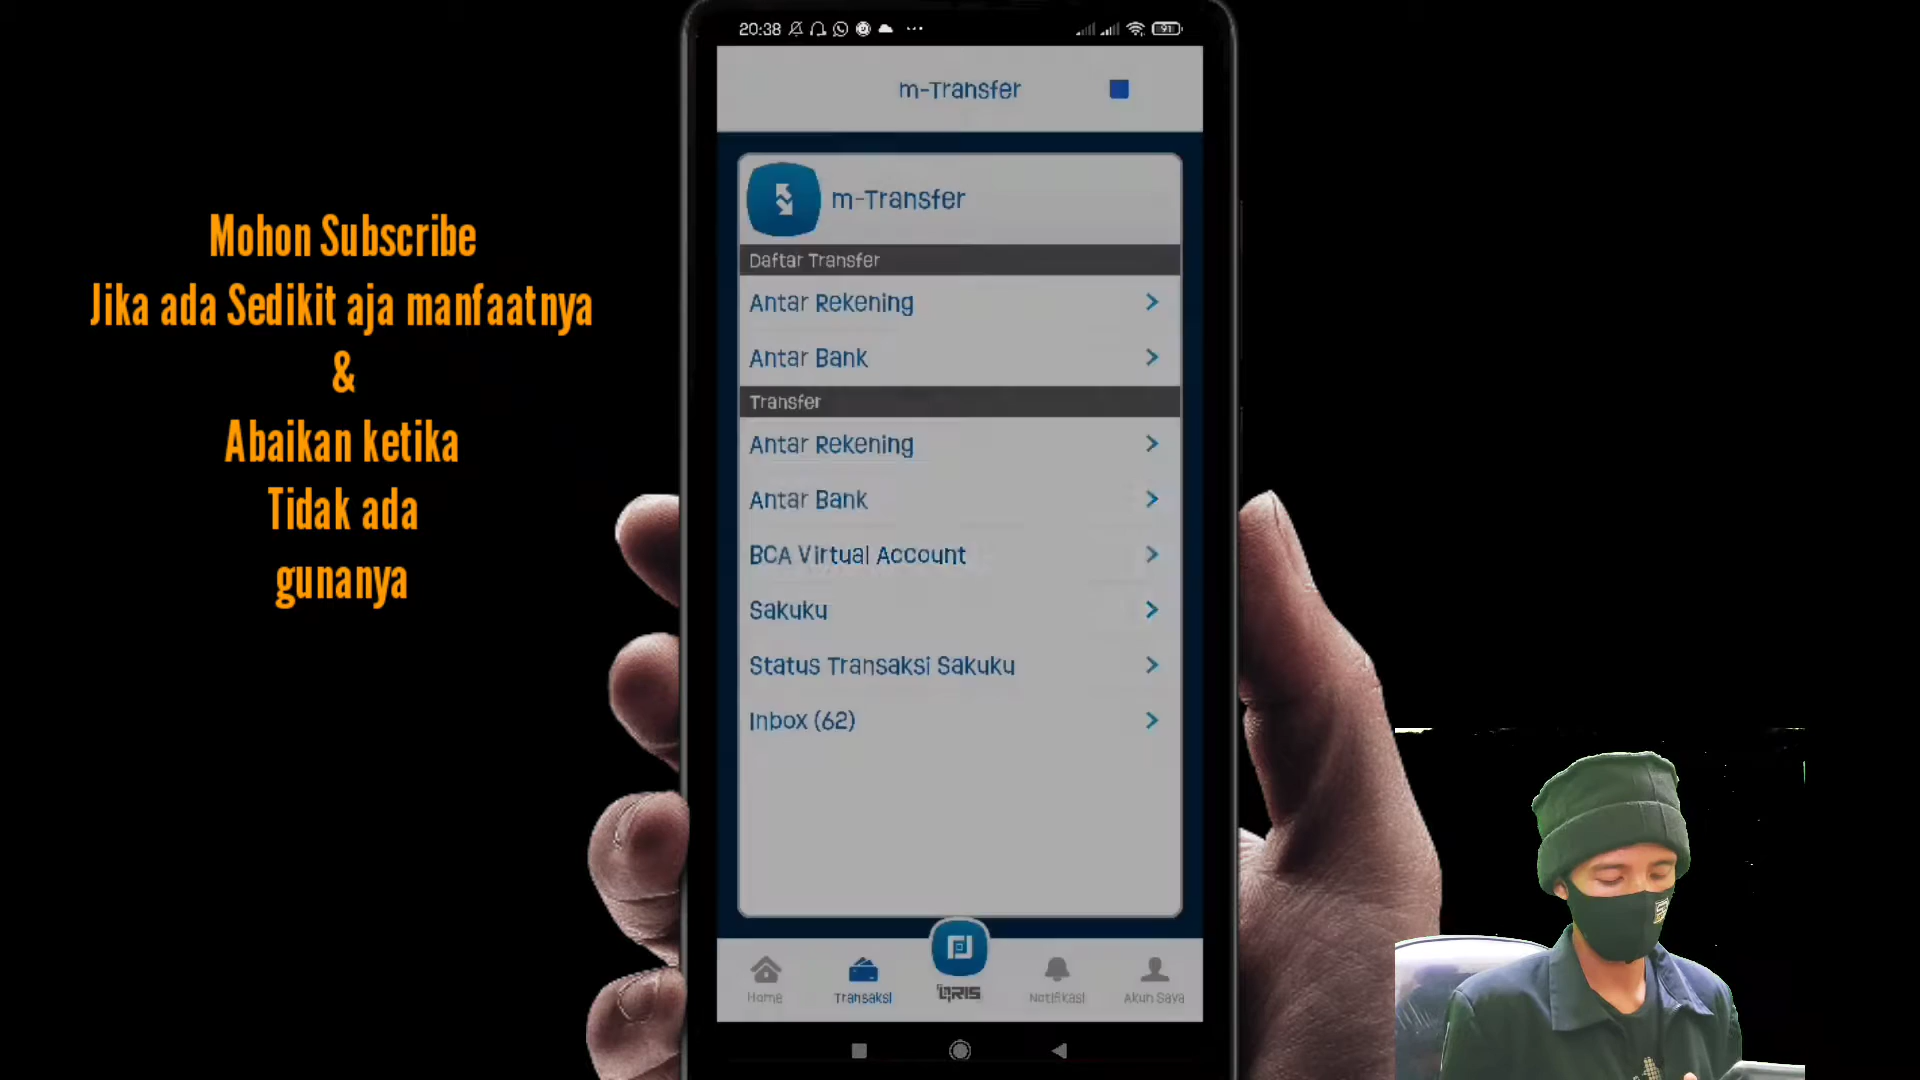 20:38
91
m-Transfer
m-Transfer
Daftar Transfer
Antar Rekening
Antar Bank
Transfer
Antar Rekening
Antar Bank
BCA Virtual Account
Sakuku
Status Transaksi Sakuku
Inbox (62)
Home
Transaksi
QRIS
Notifikasi
Akun Saya
Mohon Subscribe
Jika ada Sedikit aja manfaatnya
&
Abaikan ketika
Tidak ada
gunanya